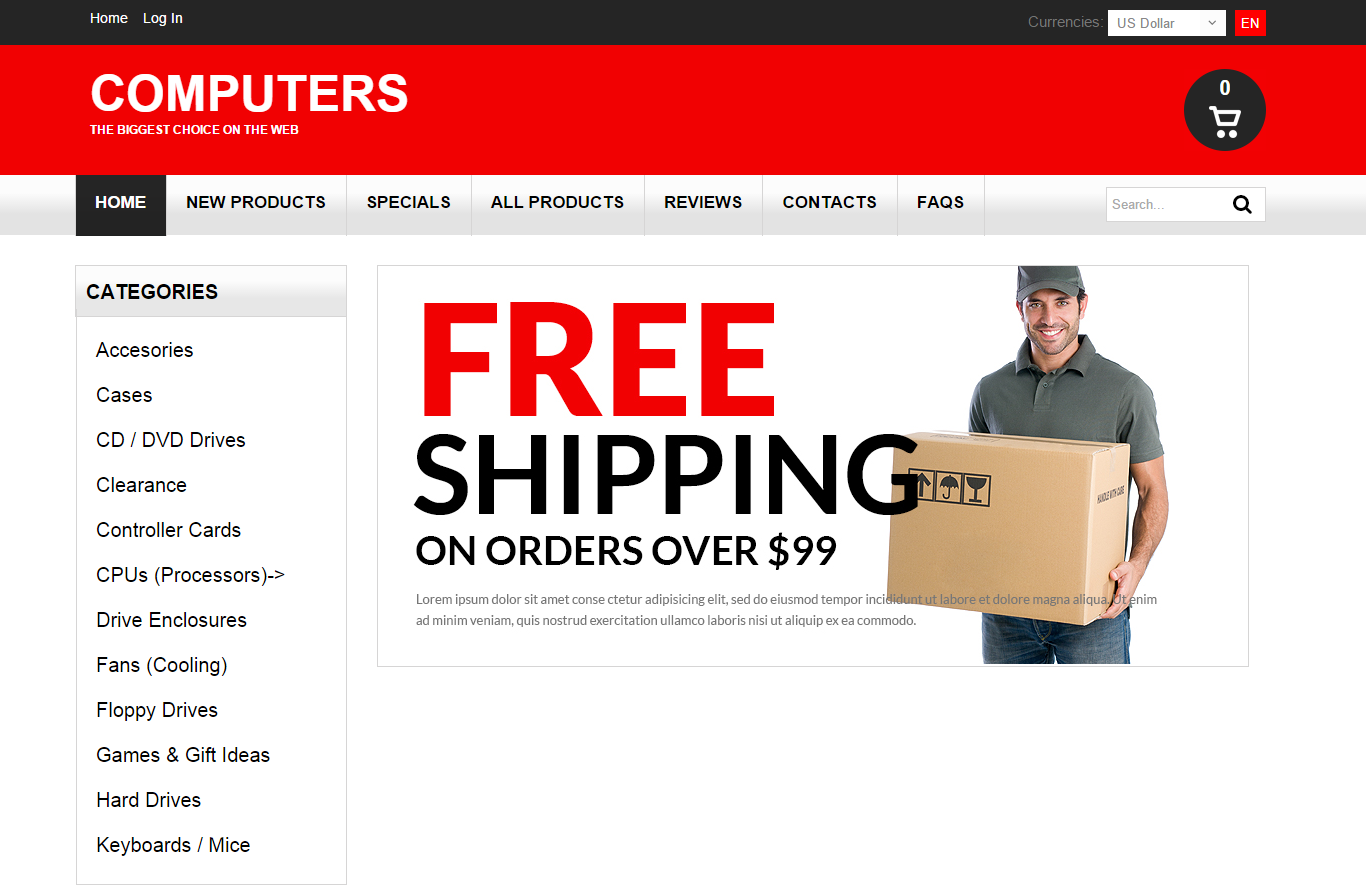 Home Log In
Currencies: US Dollar EN
COMPUTERS
THE BIGGEST CHOICE ON THE WEB
0
HOME NEW PRODUCTS SPECIALS ALL PRODUCTS REVIEWS CONTACTS FAQS Search...
CATEGORIES
Accesories
Cases
CD / DVD Drives
Clearance
Controller Cards
CPUs (Processors)->
Drive Enclosures
Fans (Cooling)
Floppy Drives
Games & Gift Ideas
Hard Drives
Keyboards / Mice
FREE
SHIPPING
ON ORDERS OVER $99
Lorem ipsum dolor sit amet conse ctetur adipisicing elit, sed do eiusmod tempor incididunt ut labore et dolore magna aliqua. Ut enim
ad minim veniam, quis nostrud exercitation ullamco laboris nisi ut aliquip ex ea commodo.
HANDLE WITH CARE